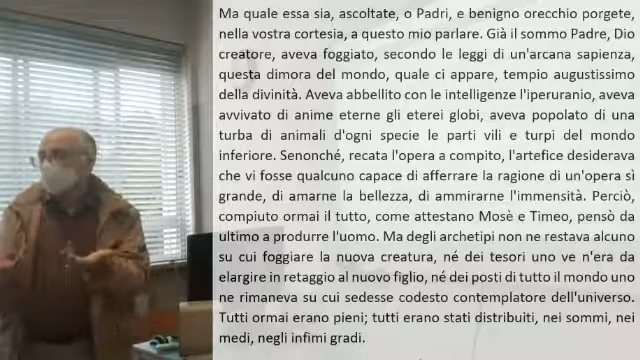 Ma quale essa sia, ascoltate, o Padri, e benigno orecchio porgete,
nella vostra cortesia, a questo mio parlare. Già il sommo Padre, Dio
creatore, aveva foggiato, secondo le leggi di un'arcana sapienza,
questa dimora del mondo, quale ci appare, tempio augustissimo
della divinità. Aveva abbellito con le intelligenze l'iperuranio, aveva
avvivato di anime eterne gli eterei globi, aveva popolato di una
turba di animali d'ogni specie le parti vili e turpi del mondo
inferiore. Senonché, recata l'opera a compito, l'artefice desiderava
che vi fosse qualcuno capace di afferrare la ragione di un'opera sì
grande, di amarne la bellezza, di ammirarne l'immensità. Perciò,
compiuto ormai il tutto, come attestano Mosè e Timeo, pensò da
ultimo a produrre l'uomo. Ma degli archetipi non ne restava alcuno
su cui foggiare la nuova creatura, né dei tesori uno ve n'era da
elargire in retaggio al nuovo figlio, né dei posti di tutto il mondo uno
ne rimaneva su cui sedesse codesto contemplatore dell'universo.
Tutti ormai erano pieni; tutti erano stati distribuiti, nei sommi, nei
medi, negli infimi gradi.